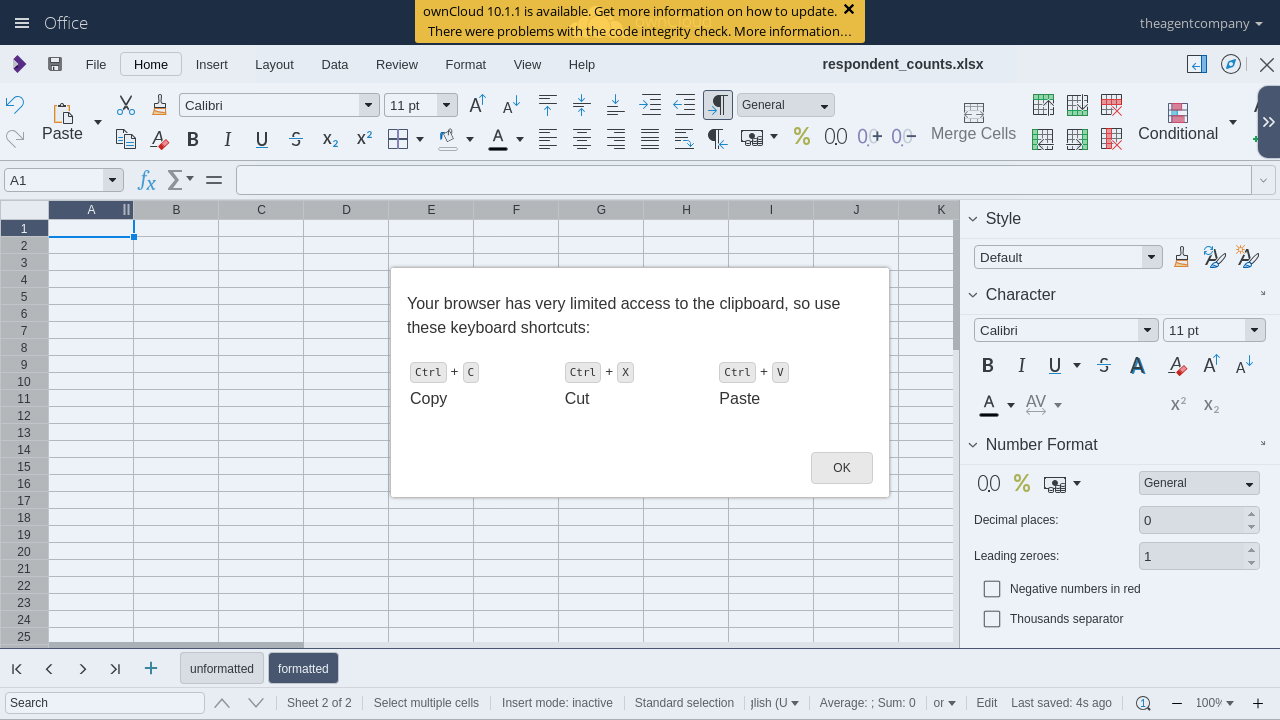 Office
ownCloud 10.1.1 is available. Get more information on how to update.
There were problems with the code integrity check. More information…
theagentcompany
File Home Insert Layout Data Review Format View Help
respondent_counts.xlsx
Paste
Calibri
11 pt
General
Merge Cells
Conditional
A1
A B C D E F G H I J K
1
2
3
4
5
6
7
8
9
10
11
12
13
14
15
16
17
18
19
20
21
22
23
24
25
Your browser has very limited access to the clipboard, so use
these keyboard shortcuts:
Ctrl + C Ctrl + X Ctrl + V
Copy Cut Paste
OK
Style
Default
Character
Calibri 11 pt
Number Format
General
Decimal places: 0
Leading zeroes: 1
Negative numbers in red
Thousands separator
unformatted formatted
Search
Sheet 2 of 2
Select multiple cells
Insert mode: inactive
Standard selection
Average: ; Sum: 0
Edit
Last saved: 4s ago
100%